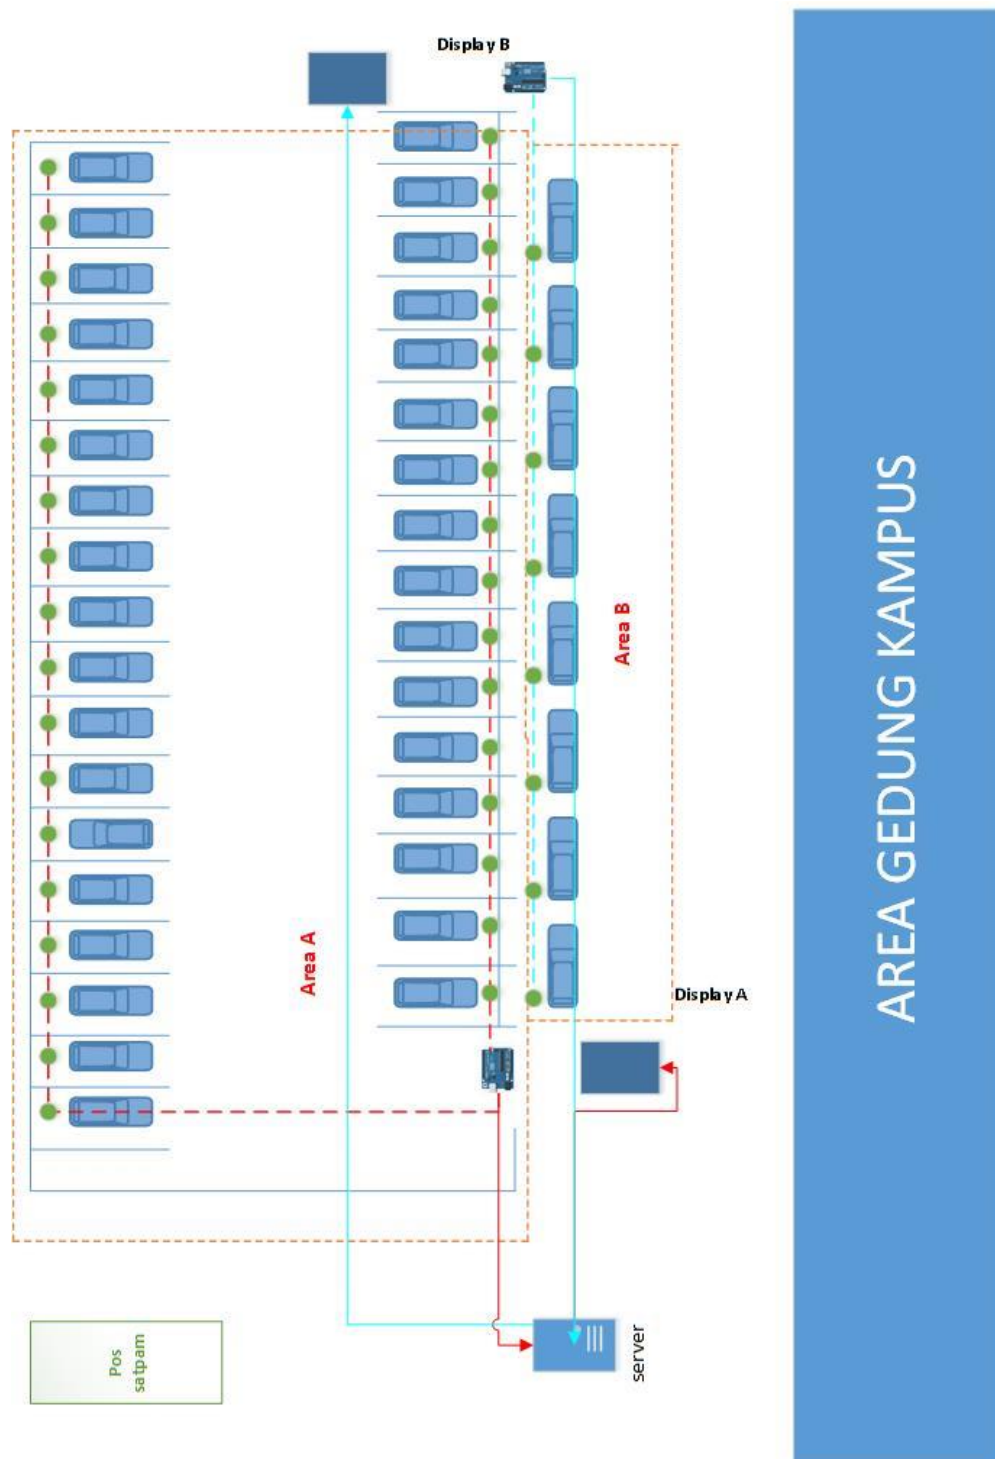 Display B
Area A
Area B
Display A
AREA GEDUNG KAMPUS
Pos
satpam
server